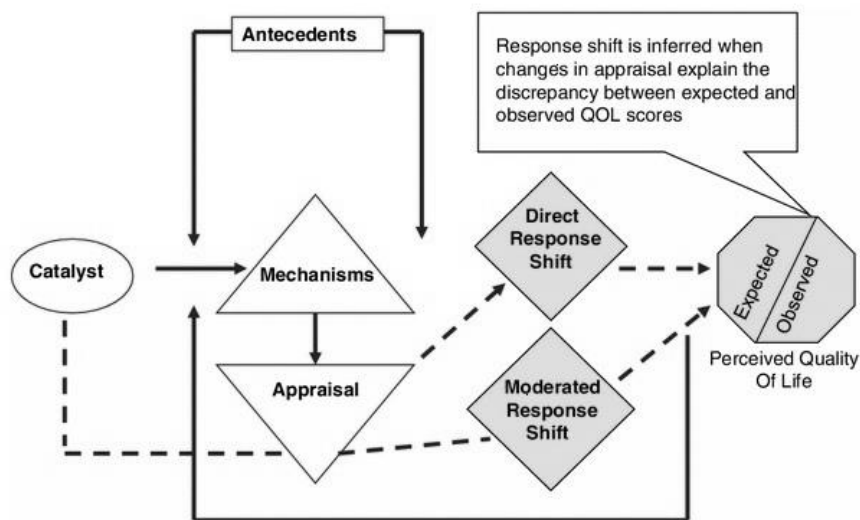 Antecedents
Response shift is inferred when
changes in appraisal explain the
discrepancy between expected and
observed QOL scores
Catalyst
Mechanisms
Direct
Response
Shift
Expected
Observed
Appraisal
Moderated
Response
Shift
Perceived Quality
Of Life